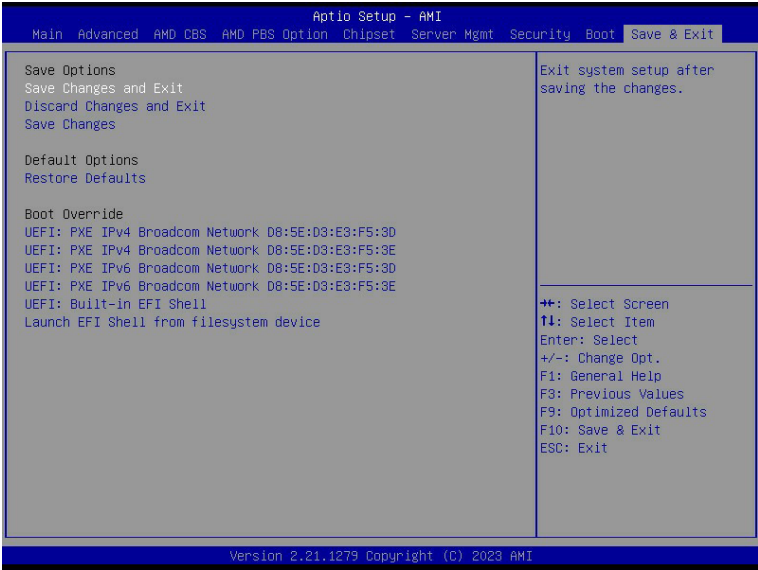 Aptio Setup – AMI
Main Advanced AMD CBS AMD PBS Option Chipset Server Mgmt Security Boot Save & Exit
Save Options
Save Changes and Exit
Discard Changes and Exit
Save Changes
Default Options
Restore Defaults
Boot Override
UEFI: PXE IPv4 Broadcom Network D8:5E:D3:E3:F5:3D
UEFI: PXE IPv4 Broadcom Network D8:5E:D3:E3:F5:3E
UEFI: PXE IPv6 Broadcom Network D8:5E:D3:E3:F5:3D
UEFI: PXE IPv6 Broadcom Network D8:5E:D3:E3:F5:3E
UEFI: Built-in EFI Shell
Launch EFI Shell from filesystem device
Exit system setup after
saving the changes.
→←: Select Screen
↑↓: Select Item
Enter: Select
+/-: Change Opt.
F1: General Help
F3: Previous Values
F9: Optimized Defaults
F10: Save & Exit
ESC: Exit
Version 2.21.1279 Copyright (C) 2023 AMI